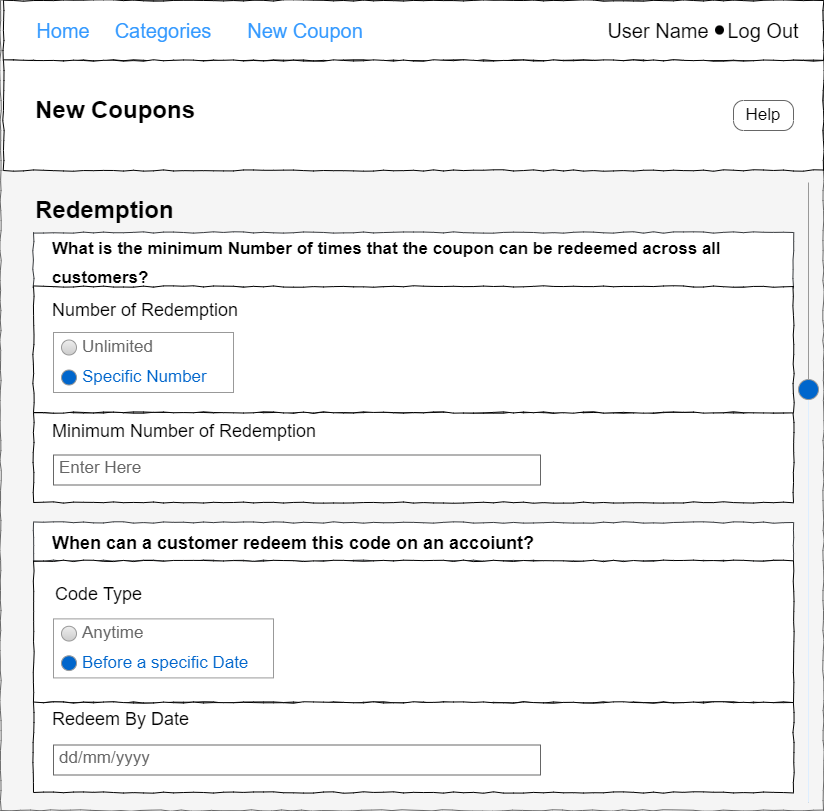 Home Categories New Coupon User Name ● Log Out
New Coupons
Help
Redemption
What is the minimum Number of times that the coupon can be redeemed across all
customers?
Number of Redemption
Unlimited
Specific Number
Minimum Number of Redemption
Enter Here
When can a customer redeem this code on an accoiunt?
Code Type
Anytime
Before a specific Date
Redeem By Date
dd/mm/yyyy